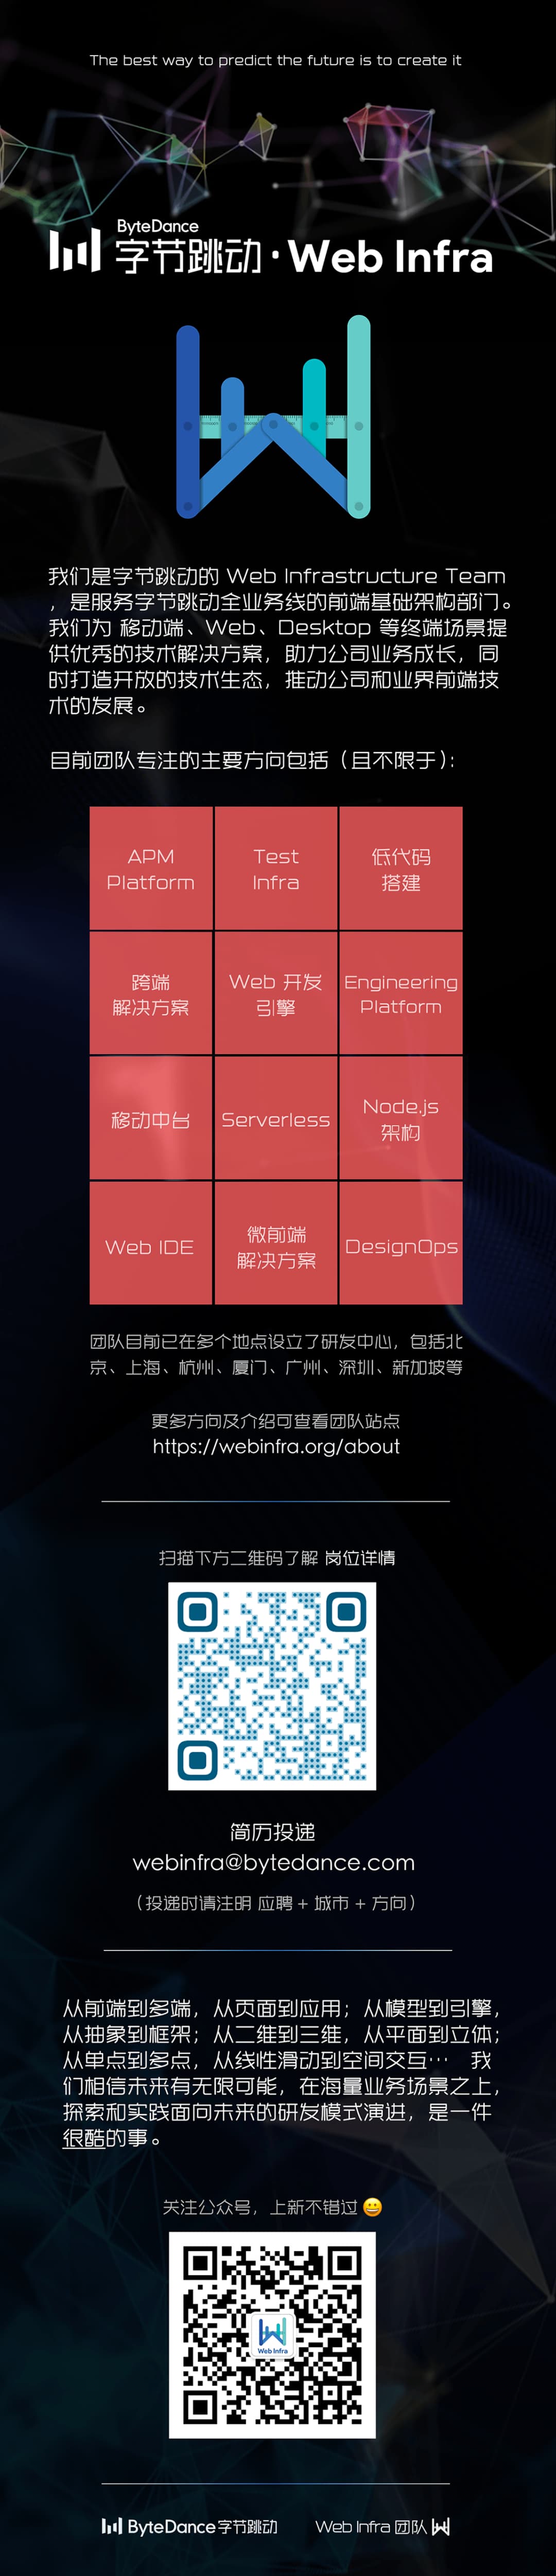 The best way to predict the future is to create it
ByteDance
字节跳动·Web Infra
我们是字节跳动的 Web Infrastructure Team
，是服务字节跳动全业务线的前端基础架构部门。
我们为 移动端、Web、Desktop 等终端场景提
供优秀的技术解决方案，助力公司业务成长，同
时打造开放的技术生态，推动公司和业界前端技
术的发展。
目前团队专注的主要方向包括（且不限于）：
APM
Platform
Test
Infra
低代码
搭建
跨端
解决方案
Web 开发
引擎
Engineering
Platform
移动中台
Serverless
Node.js
架构
Web IDE
微前端
解决方案
DesignOps
团队目前已在多个地点设立了研发中心，包括北
京、上海、杭州、厦门、广州、深圳、新加坡等
更多方向及介绍可查看团队站点
https://webinfra.org/about
扫描下方二维码了解 岗位详情
简历投递
webinfra@bytedance.com
（投递时请注明 应聘 + 城市 + 方向）
从前端到多端，从页面到应用；从模型到引擎，
从抽象到框架；从二维到三维，从平面到立体；
从单点到多点，从线性滑动到空间交互… 我
们相信未来有无限可能，在海量业务场景之上，
探索和实践面向未来的研发模式演进，是一件
很酷的事。
关注公众号，上新不错过 😀
Web Infra
ByteDance字节跳动 Web Infra 团队